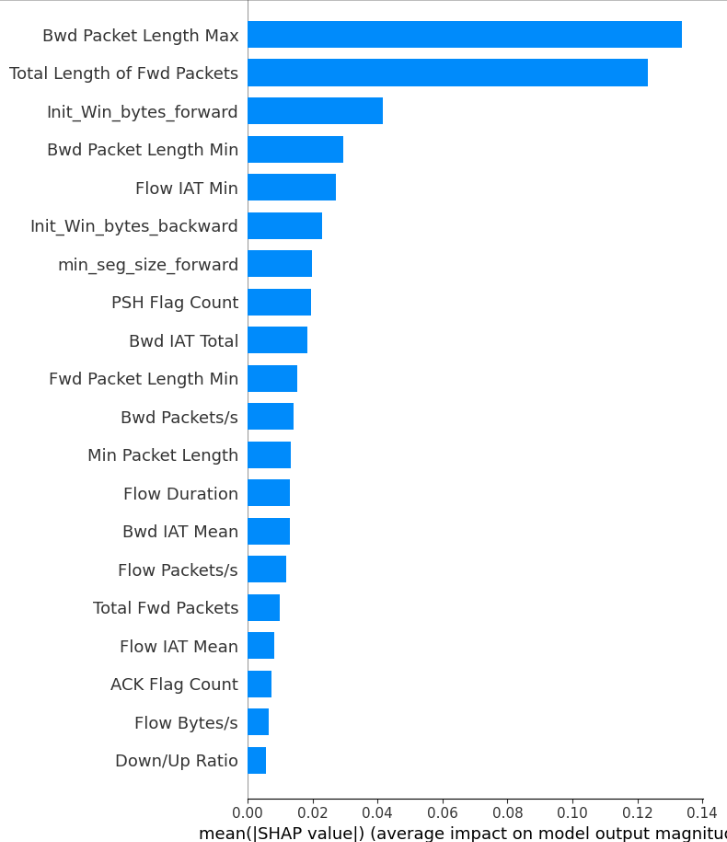 Bwd Packet Length Max
Total Length of Fwd Packets
Init_Win_bytes_forward
Bwd Packet Length Min
Flow IAT Min
Init_Win_bytes_backward
min_seg_size_forward
PSH Flag Count
Bwd IAT Total
Fwd Packet Length Min
Bwd Packets/s
Min Packet Length
Flow Duration
Bwd IAT Mean
Flow Packets/s
Total Fwd Packets
Flow IAT Mean
ACK Flag Count
Flow Bytes/s
Down/Up Ratio
0.00 0.02 0.04 0.06 0.08 0.10 0.12 0.14
mean(|SHAP value|) (average impact on model output magnitud